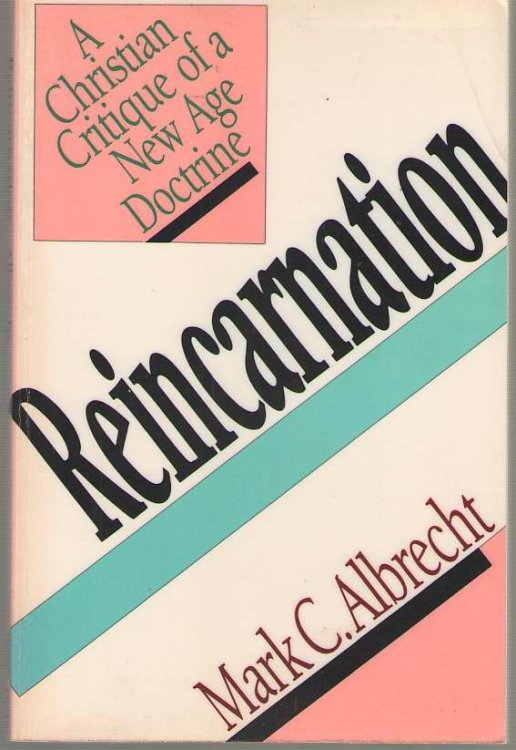 A
Christian
Critique of a
New Age
Doctrine
Reincarnation
Mark C. Albrecht